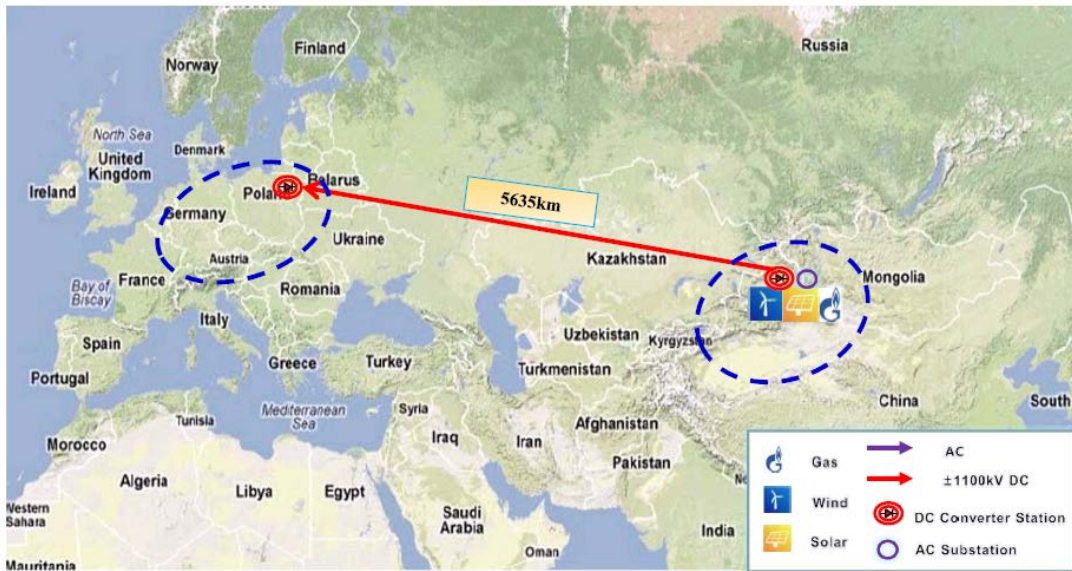 Russia
Finland
Norway
North Sea
Denmark
United
Kingdom
Ireland
Belarus
Polan
Germany
5635km
Ukraine
Austria
Kazakhstan
Mongolia
France
Bay of
Biscay
Romania
Italy
Uzbekistan
Kyrgyzstan
Spain
Greece
Turkey
Turkmenistan
Portugal
China
South
Mediterranean
Sea
Tunisia
Syria
Afghanistan
Morocco
Iraq
Iran
Pakistan
Algeria
Libya
Egypt
Ne
Western
Sahara
Saudi
Arabia
India
Oman
Mauritania
Gas
AC
±1100kV DC
Wind
DC Converter Station
Solar
AC Substation